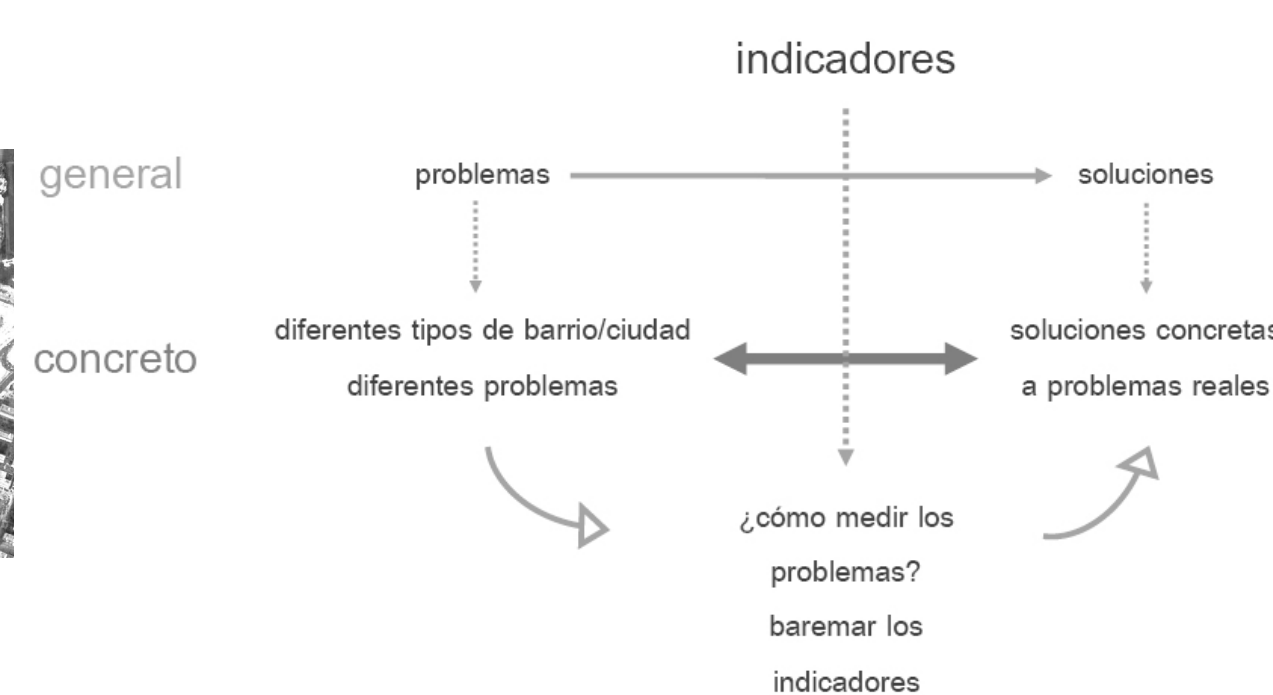 indicadores
general
problemas
soluciones
concreto
diferentes tipos de barrio/ciudad
diferentes problemas
soluciones concretas
a problemas reales
¿cómo medir los
problemas?
baremar los
indicadores